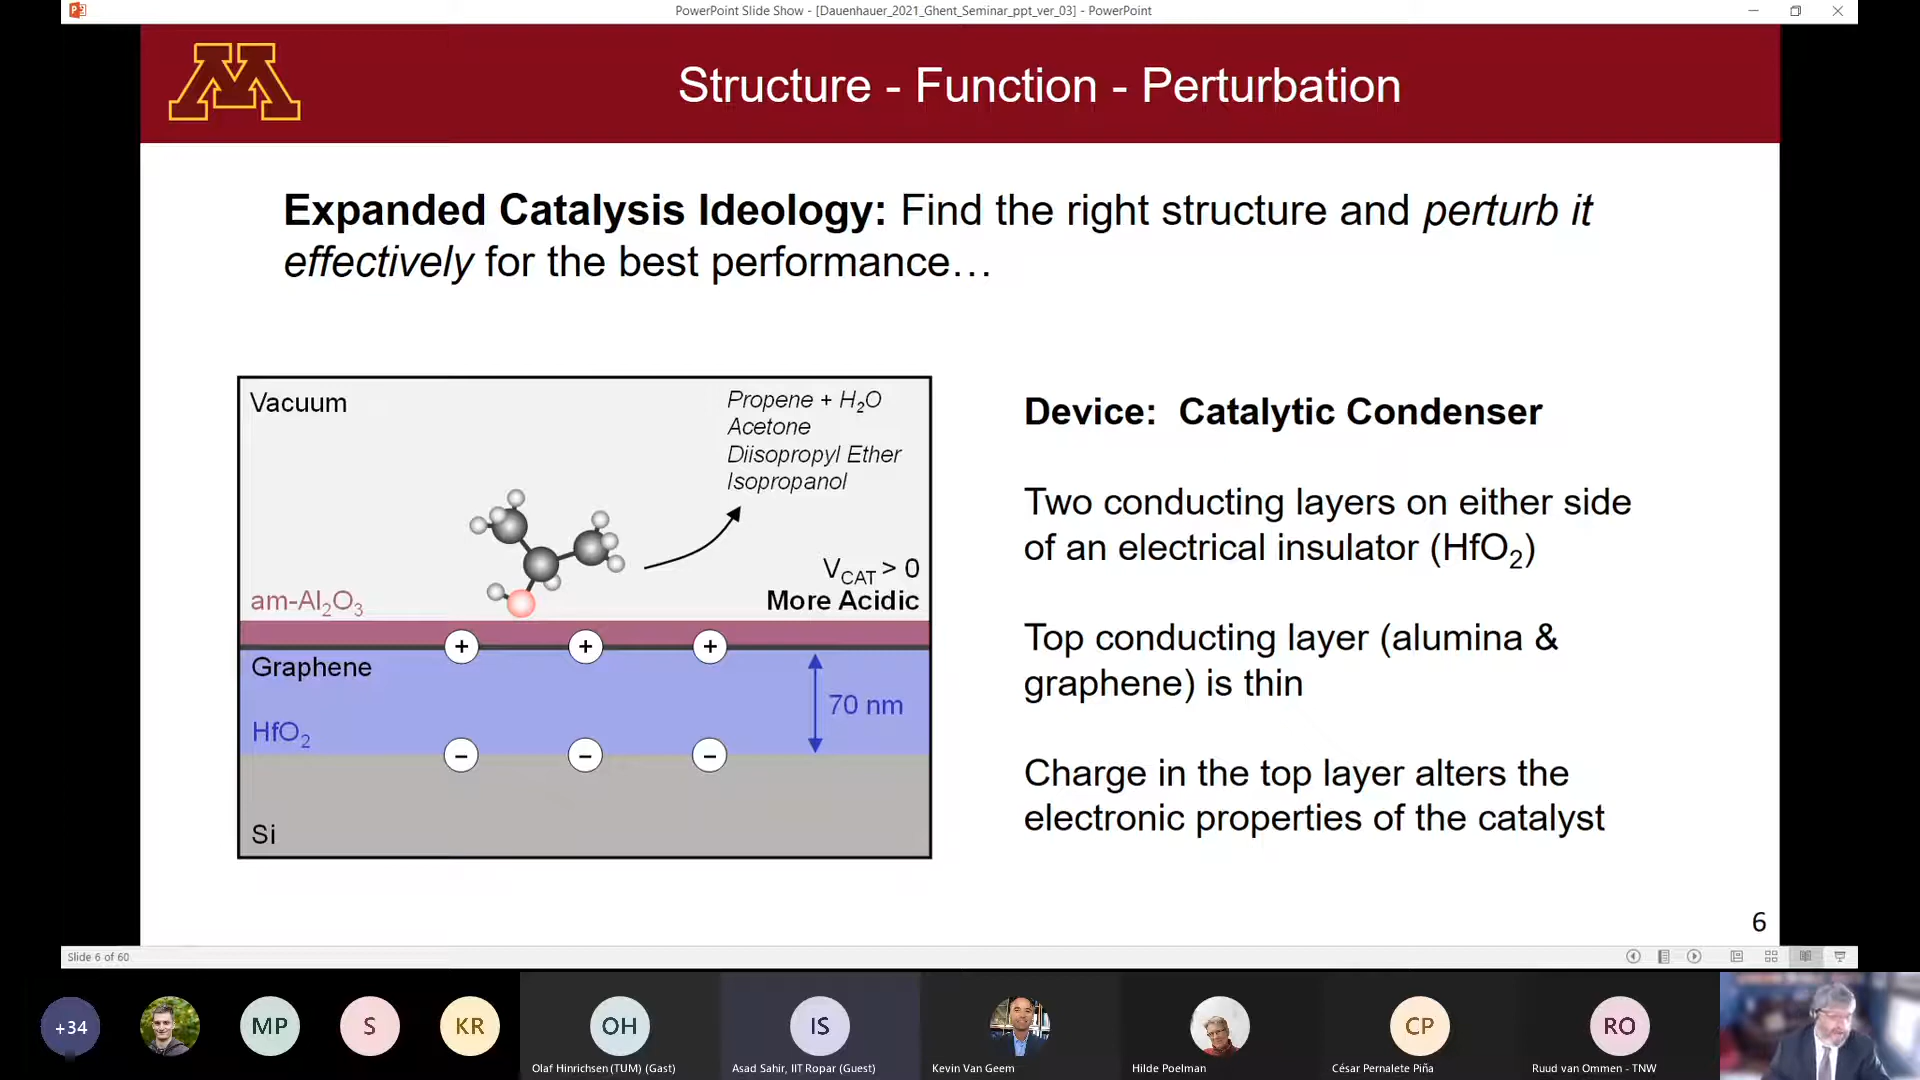 PowerPoint Slide Show - [Dauenhauer_2021_Ghent_Seminar_ppt_ver_03] - PowerPoint
M
Structure - Function - Perturbation
Expanded Catalysis Ideology: Find the right structure and perturb it
effectively for the best performance…
Vacuum
Propene + H₂O
Acetone
Diisopropyl Ether
Isopropanol
V_CAT > 0
More Acidic
am-Al₂O₃
+ + +
Graphene
70 nm
HfO₂
− − −
Si
Device: Catalytic Condenser
Two conducting layers on either side
of an electrical insulator (HfO₂)
Top conducting layer (alumina &
graphene) is thin
Charge in the top layer alters the
electronic properties of the catalyst
6
Slide 6 of 60
+34
MP
S
KR
OH
IS
CP
RO
Olaf Hinrichsen (TUM) (Gast)
Asad Sahir, IIT Ropar (Guest)
Kevin Van Geem
Hilde Poelman
César Pernalete Piña
Ruud van Ommen - TNW